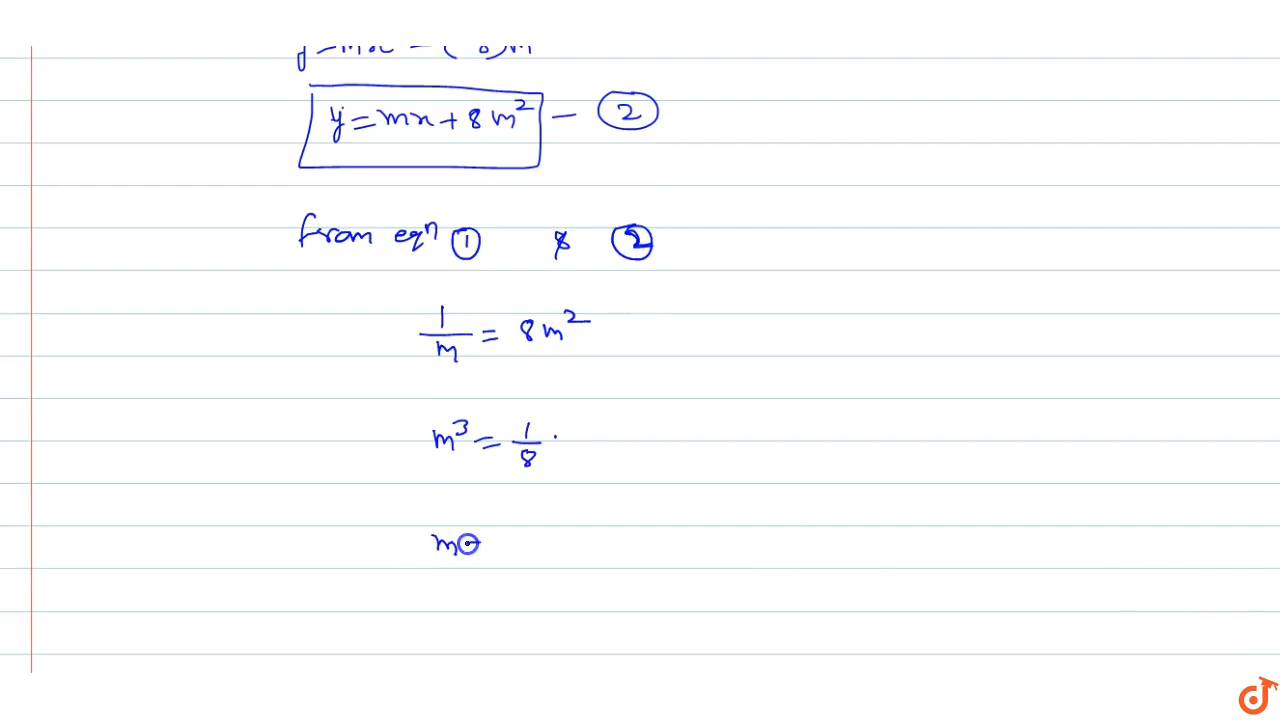 y = mx + 8m² — ②
from eqⁿ ① & ②
1/m = 8m²
m³ = 1/8 .
m =